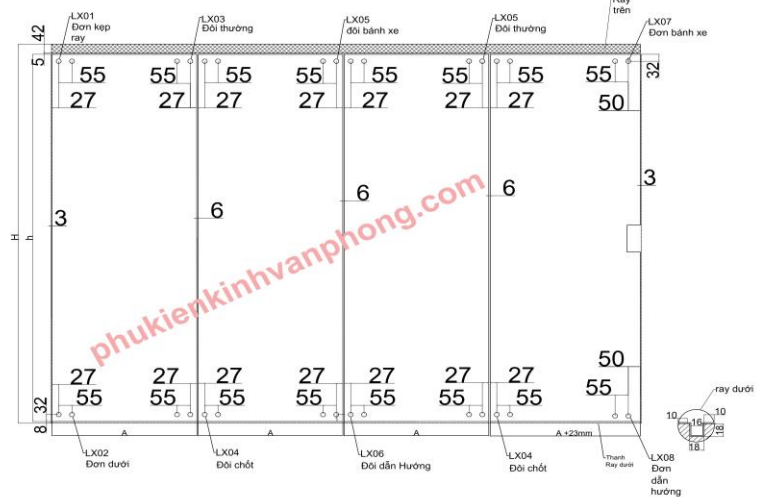 Ray
trên
LX01
Đơn kẹp
ray
LX03
Đôi thường
LX05
đôi bánh xe
LX05
Đôi thường
LX07
Đơn bánh xe
42
5
55 55 55 55 55 55 55 55
32
27 27 27 27 27 27 27 50
H
h
3
6
6
6
3
phukienkinhvanphong.com
27 27 27 27 27 27 27 50
55 55 55 55 55 55 55 55
32
8
A
A
A
A +23mm
LX02
Đơn dưới
LX04
Đôi chốt
LX06
Đôi dẫn Hướng
LX04
Đôi chốt
Thanh
Ray dưới
LX08
Đơn
dẫn
hướng
ray dưới
10
10
16
18
18